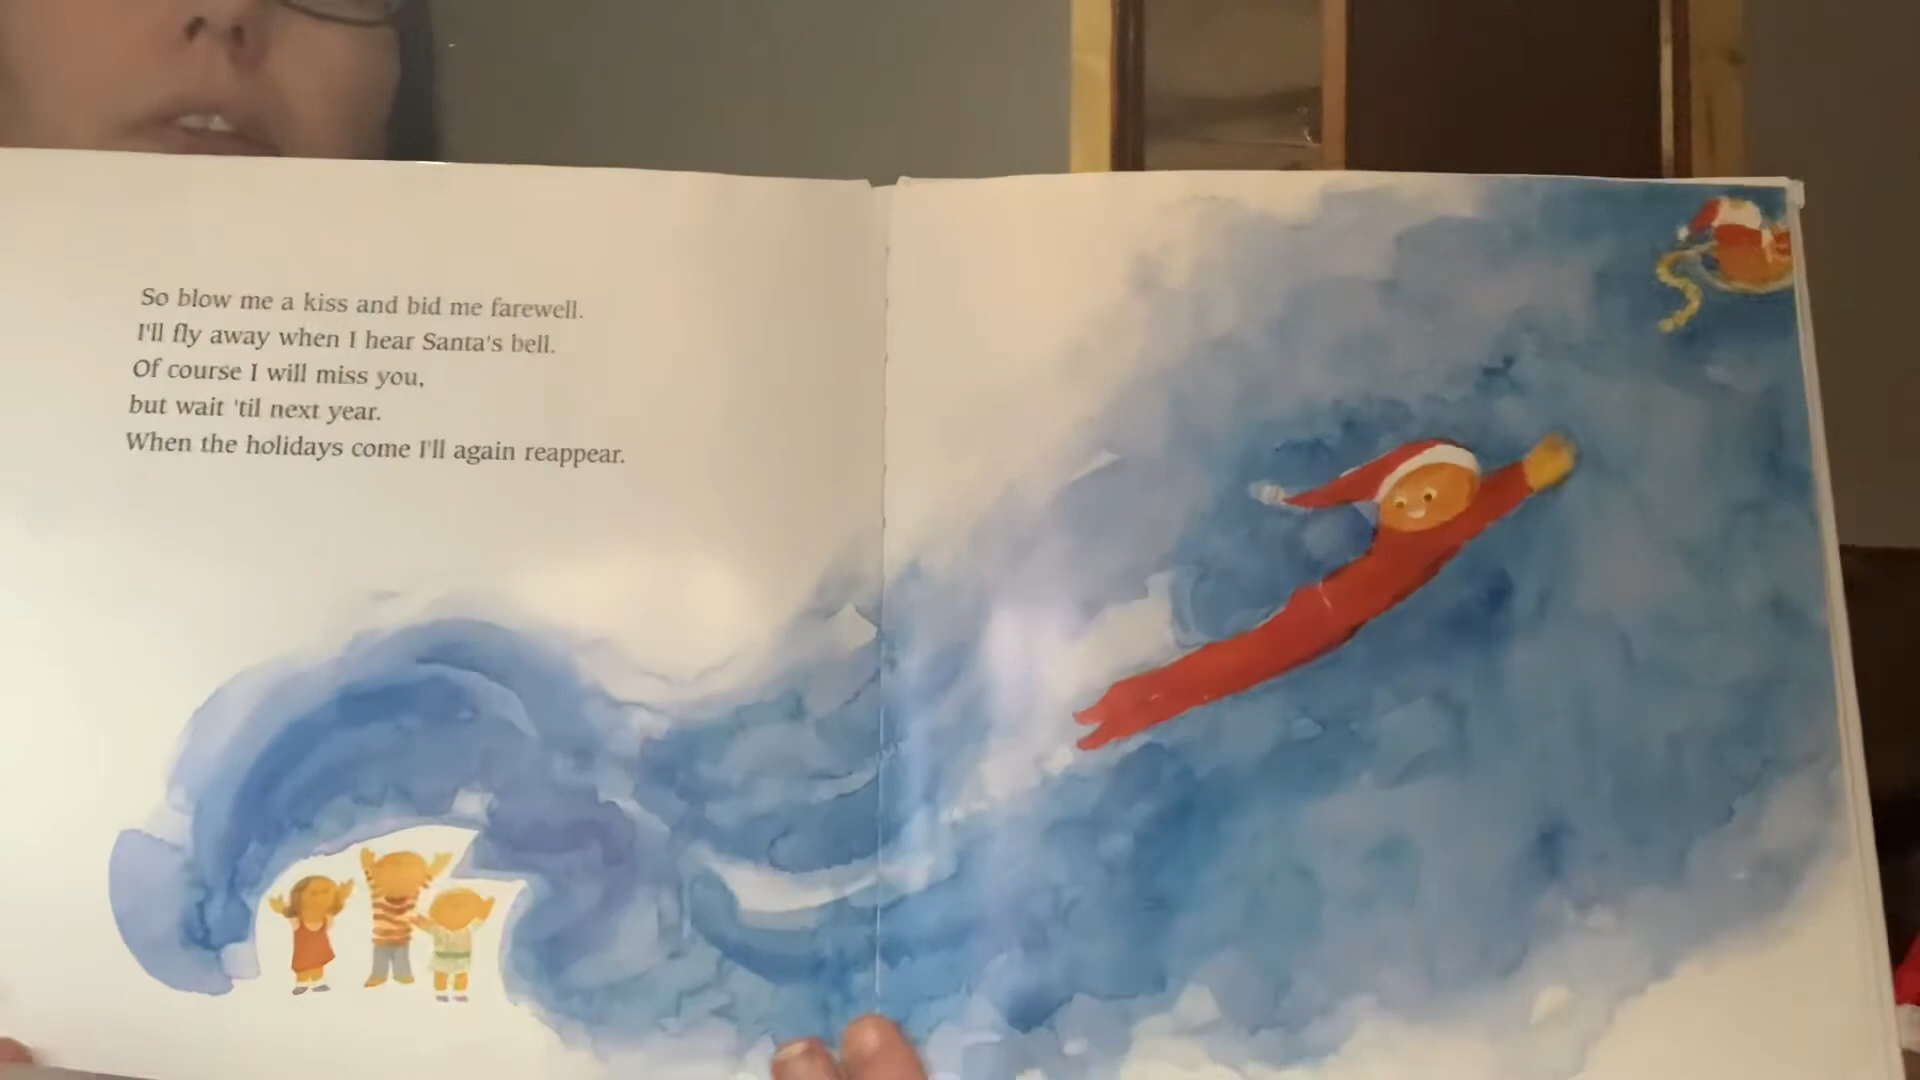 So blow me a kiss and bid me farewell.
I'll fly away when I hear Santa's bell.
Of course I will miss you,
but wait 'til next year.
When the holidays come I'll again reappear.